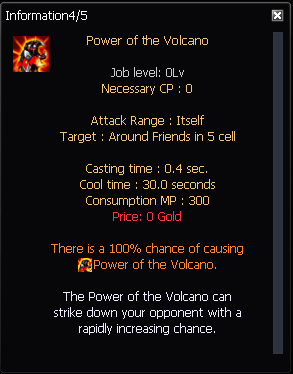 Information4/5
Power of the Volcano
Job level: 0Lv
Necessary CP : 0
Attack Range : Itself
Target : Around Friends in 5 cell
Casting time : 0.4 sec.
Cool time : 30.0 seconds
Consumption MP : 300
Price: 0 Gold
There is a 100% chance of causing
Power of the Volcano.
The Power of the Volcano can
strike down your opponent with a
rapidly increasing chance.